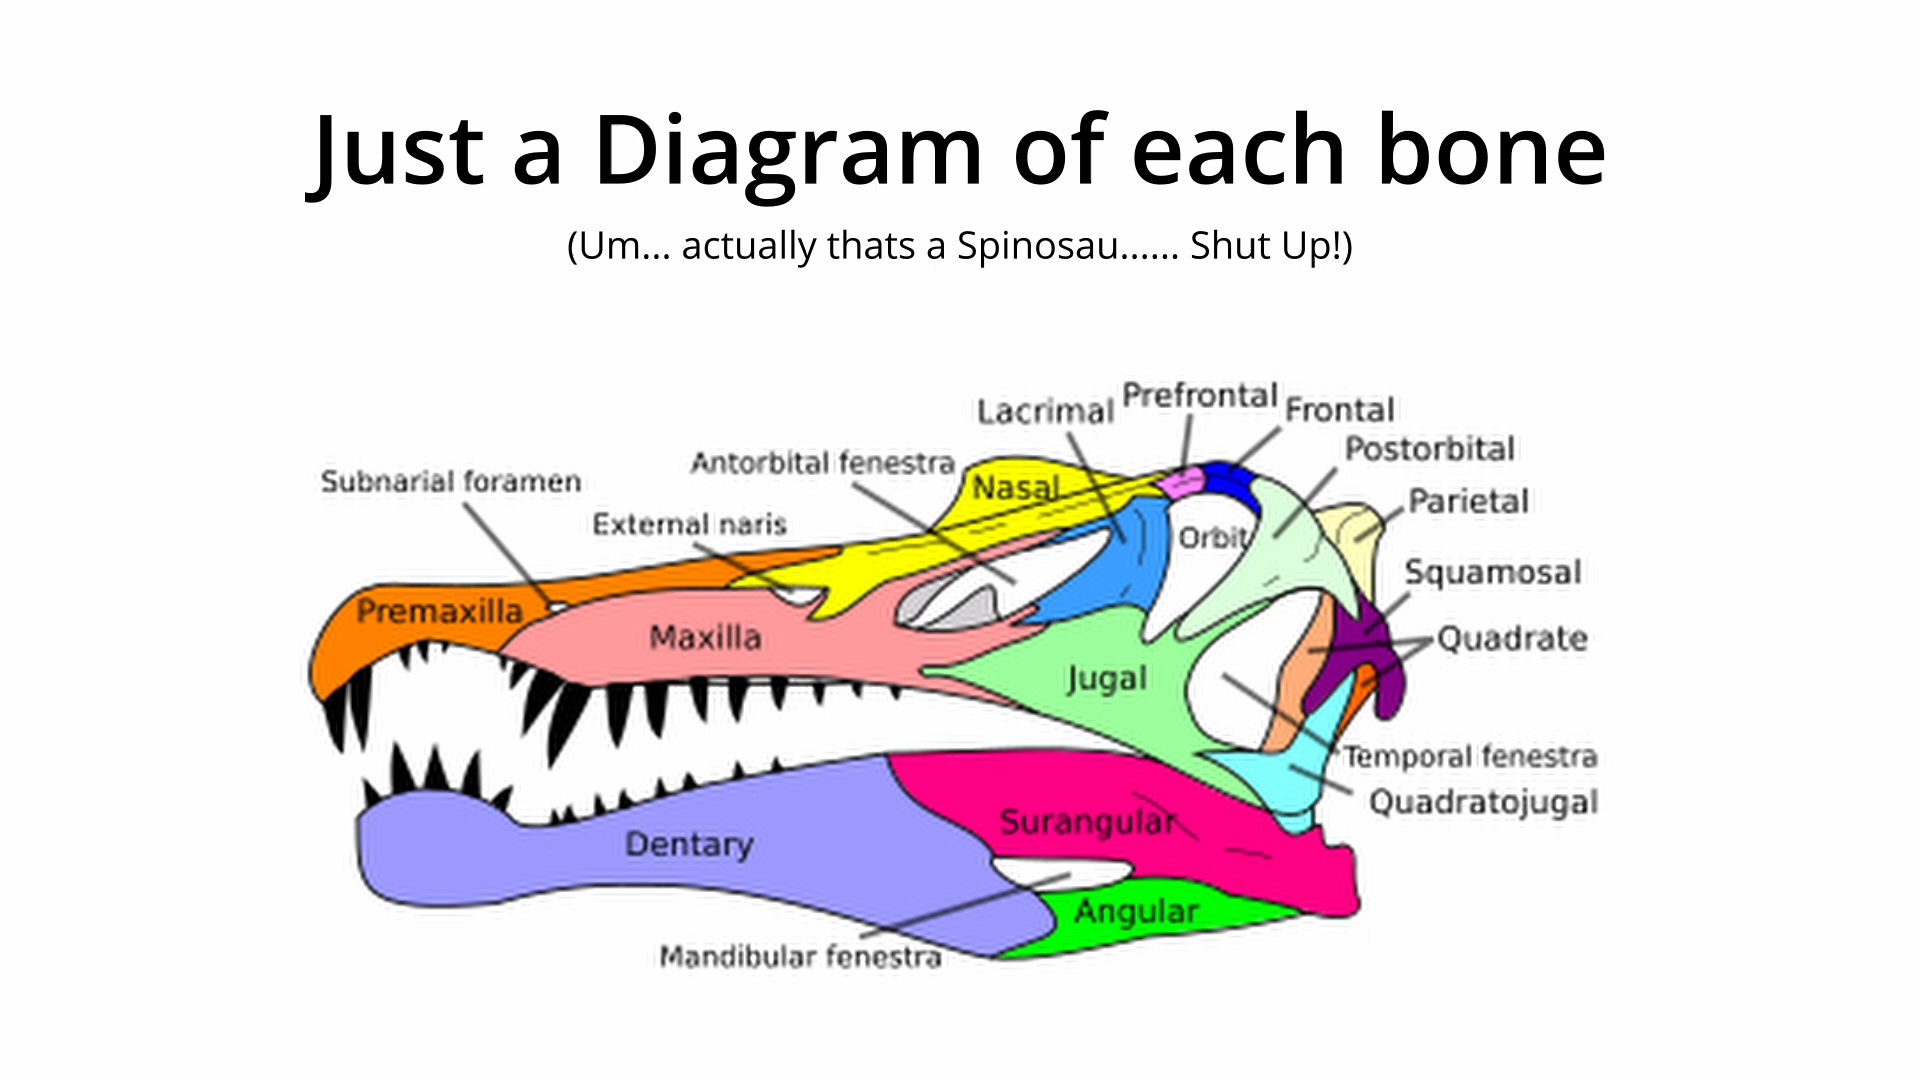 Just a Diagram of each bone
(Um... actually thats a Spinosau...... Shut Up!)
Lacrimal
Prefrontal
Frontal
Postorbital
Antorbital fenestra
Subnarial foramen
Nasal
Parietal
External naris
Orbit
Squamosal
Premaxilla
Maxilla
Quadrate
Jugal
Temporal fenestra
Quadratojugal
Surangular
Dentary
Angular
Mandibular fenestra